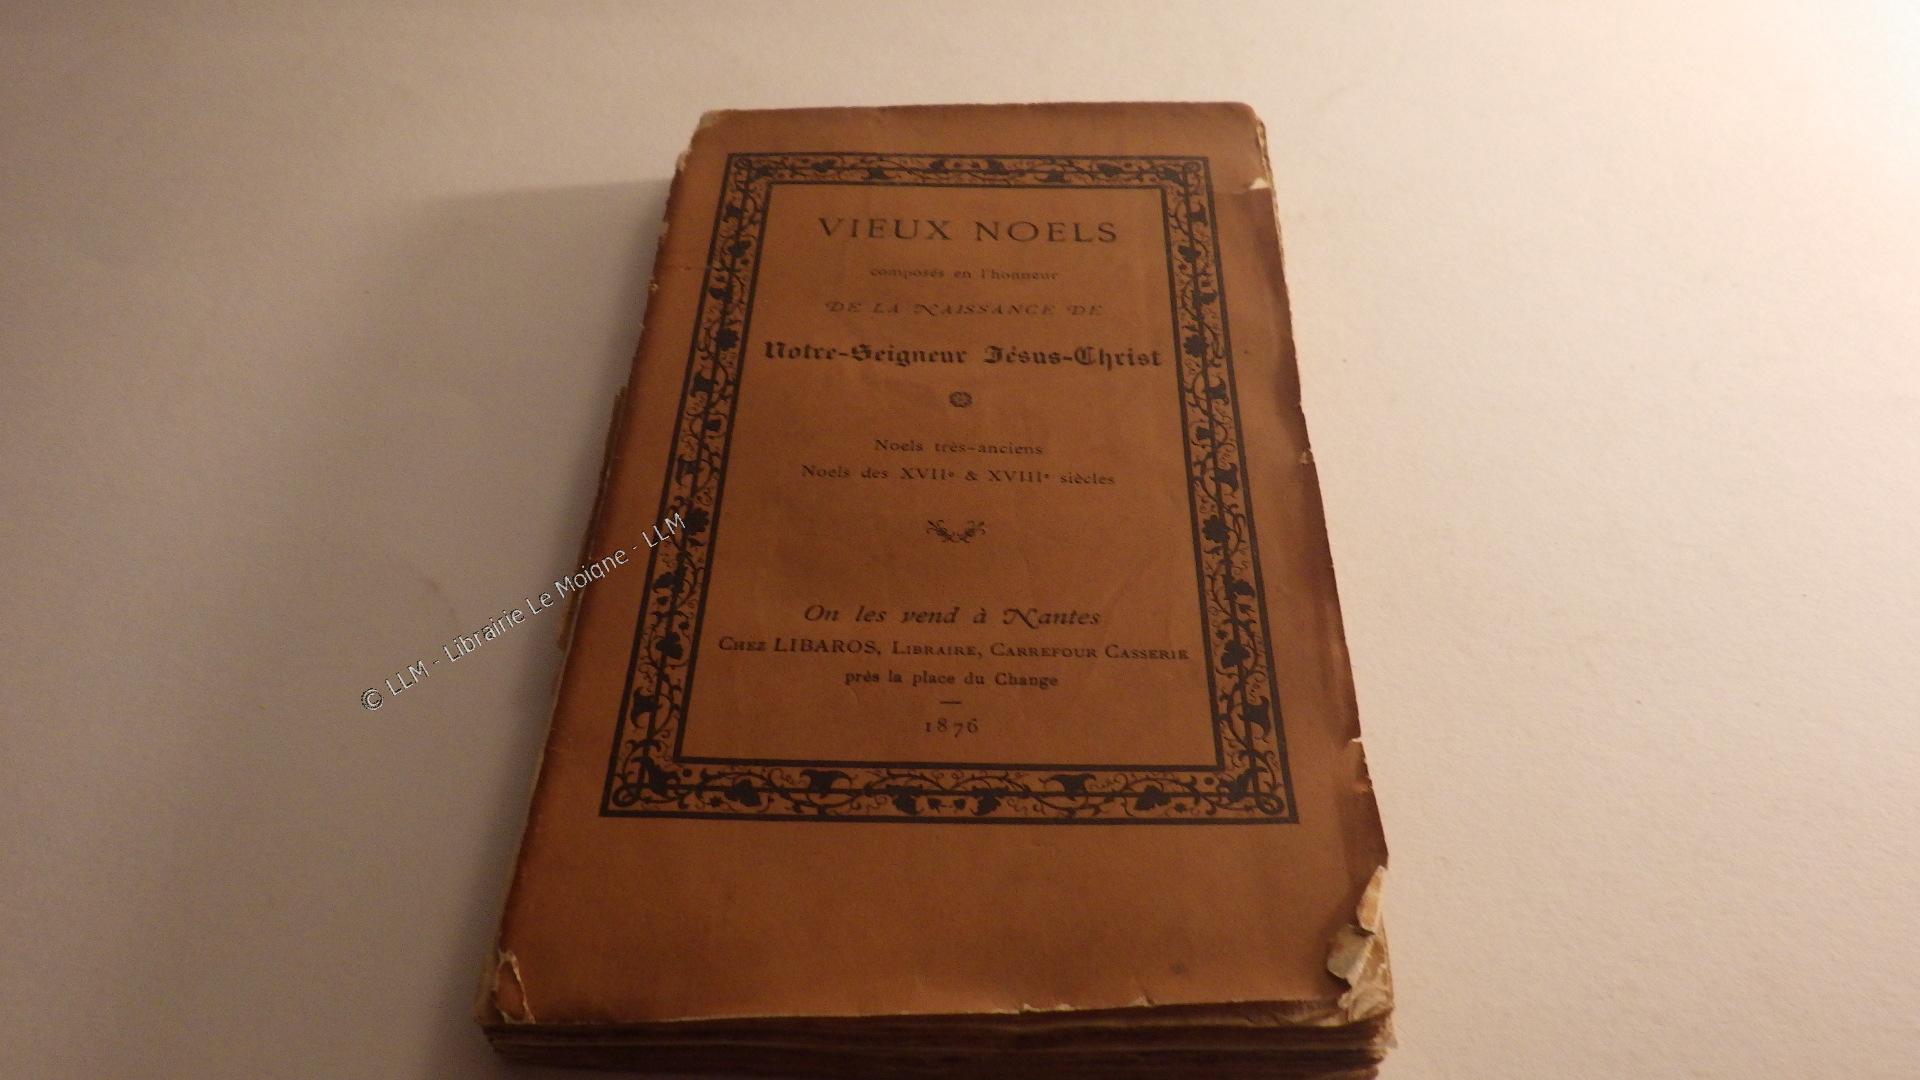 VIEUX NOELS
composés en l'honneur
DE LA NAISSANCE DE
Notre-Seigneur Jésus-Christ
Noels très-anciens
Noels des XVIIe & XVIIIe siècles
On les vend à Nantes
Chez LIBAROS, Libraire, Carrefour Casserie
près la place du Change
1876
© LLM - Librairie Le Moigne - LLM